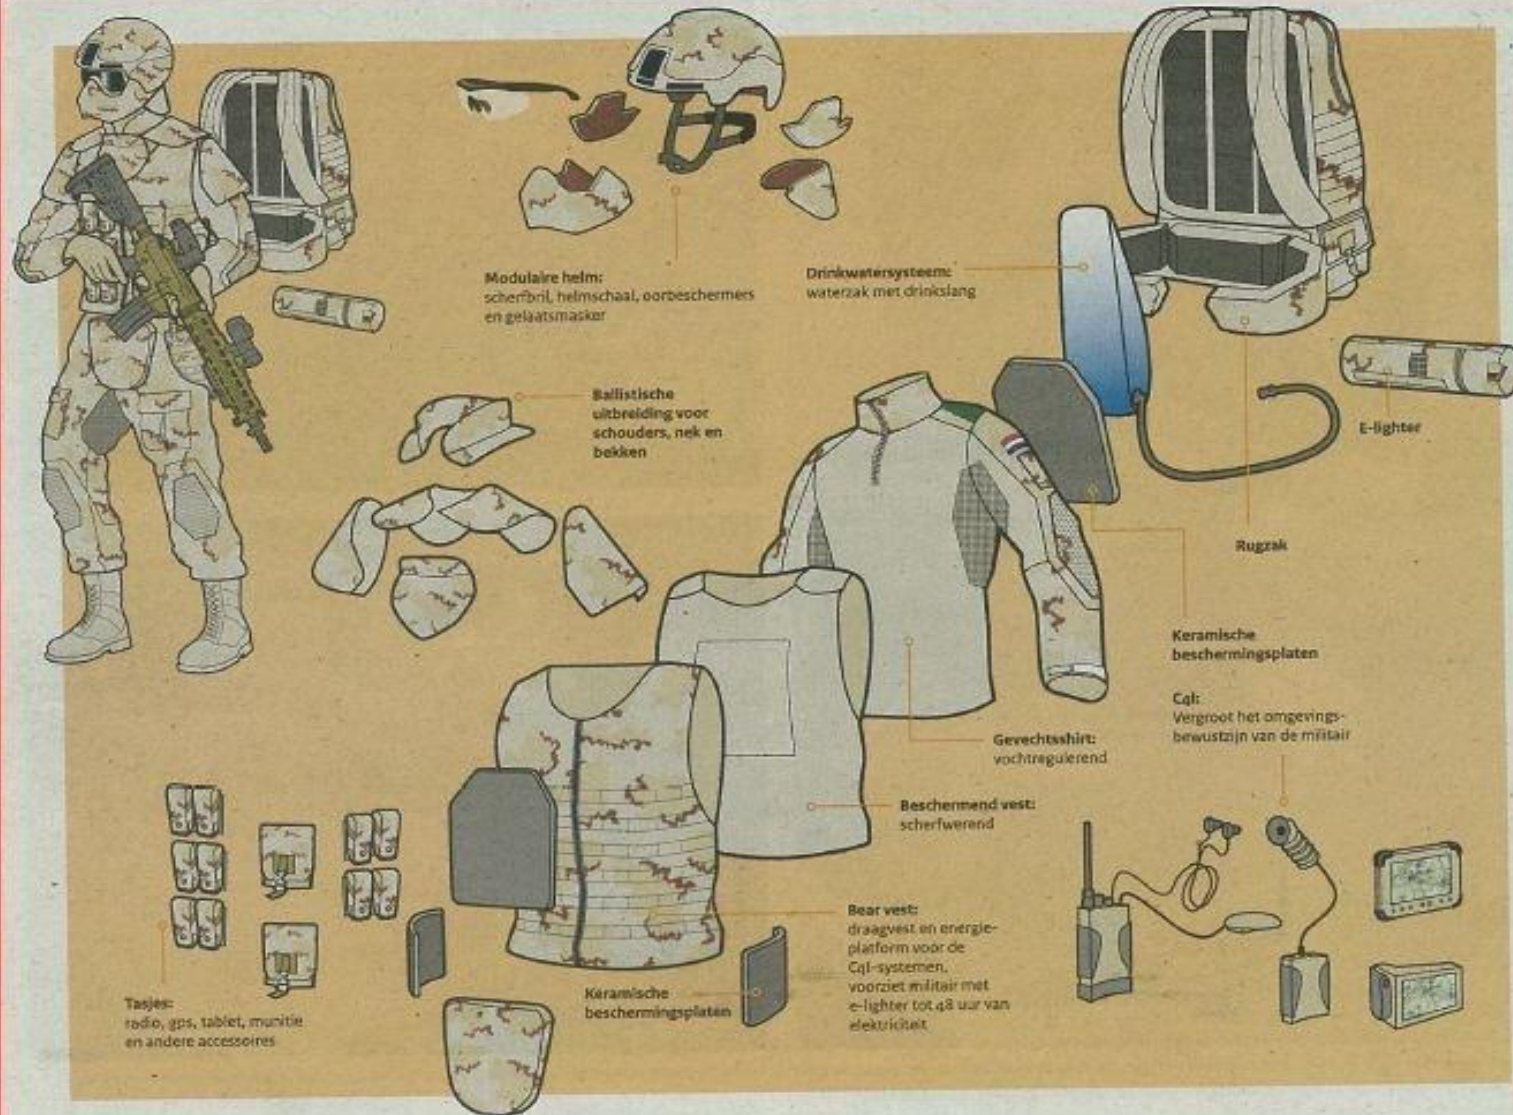 Modulaire helm:
scherfbril, helmschaal, oorbeschermers
en gelaatsmasker
Drinkwatersysteem:
waterzak met drinkslang
Ballistische
uitbreiding voor
schouders, nek en
bekken
E-lighter
Rugzak
Keramische
beschermingsplaten
CqI:
Vergroot het omgevings-
bewustzijn van de militair
Gevechtsshirt:
vochtregulerend
Beschermend vest:
scherfwerend
Bear vest:
draagvest en energie-
platform voor de
CqI-systemen,
voorziet militair met
e-lighter tot 48 uur van
elektriciteit
Keramische
beschermingsplaten
Tasjes:
radio, gps, tablet, munitie
en andere accessoires